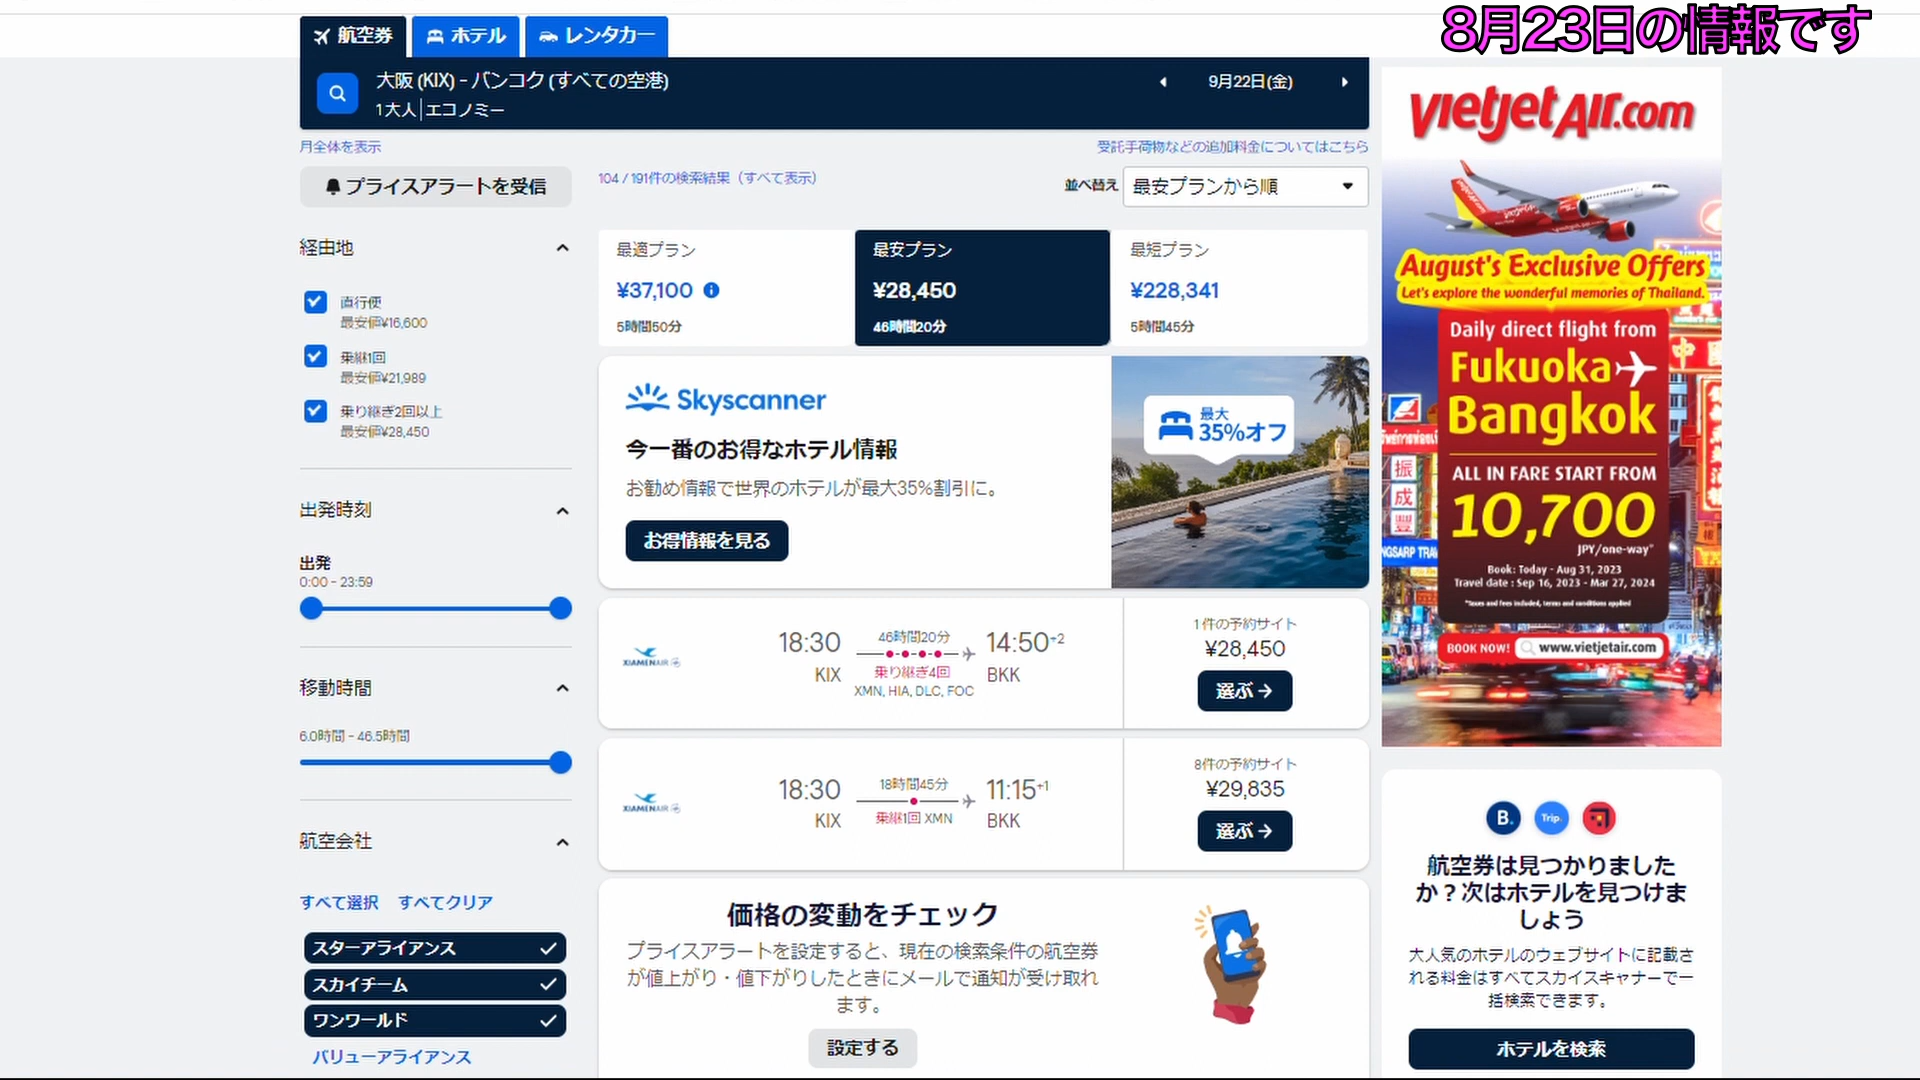 8月23日の情報です
航空券
ホテル
レンタカー
大阪 (KIX) - バンコク (すべての空港)
1大人 | エコノミー
9月22日(金)
月全体を表示
受託手荷物などの追加料金についてはこちら
プライスアラートを受信
104 / 191件の検索結果（すべて表示）
並べ替え
最安プランから順
経由地
直行便
最安値¥16,600
乗継1回
最安値¥21,989
乗り継ぎ2回以上
最安値¥28,450
出発時刻
出発
0:00 - 23:59
移動時間
6.0時間 - 46.5時間
航空会社
すべて選択
すべてクリア
スターアライアンス
スカイチーム
ワンワールド
バリューアライアンス
最適プラン
¥37,100
5時間50分
最安プラン
¥28,450
46時間20分
最短プラン
¥228,341
5時間45分
Skyscanner
今一番のお得なホテル情報
お勧め情報で世界のホテルが最大35%割引に。
お得情報を見る
最大
35%オフ
XIAMENAIR
18:30
KIX
46時間20分
乗り継ぎ4回
XMN, HIA, DLC, FOC
14:50+2
BKK
1件の予約サイト
¥28,450
選ぶ→
XIAMENAIR
18:30
KIX
18時間45分
乗継1回 XMN
11:15+1
BKK
8件の予約サイト
¥29,835
選ぶ→
価格の変動をチェック
プライスアラートを設定すると、現在の検索条件の航空券
が値上がり・値下がりしたときにメールで通知が受け取れ
ます。
設定する
vietjetAir.com
August's Exclusive Offers
Let's explore the wonderful memories of Thailand.
Daily direct flight from
Fukuoka
Bangkok
ALL IN FARE START FROM
10,700
JPY/one-way*
Book: Today - Aug 31, 2023
Travel date : Sep 16, 2023 - Mar 27, 2024
*Taxes and fees included, terms and conditions applied
BOOK NOW!
www.vietjetair.com
振
成
豐
中
B.
Trip.
航空券は見つかりました
か？次はホテルを見つけま
しょう
大人気のホテルのウェブサイトに記載さ
れる料金はすべてスカイスキャナーで一
括検索できます。
ホテルを検索